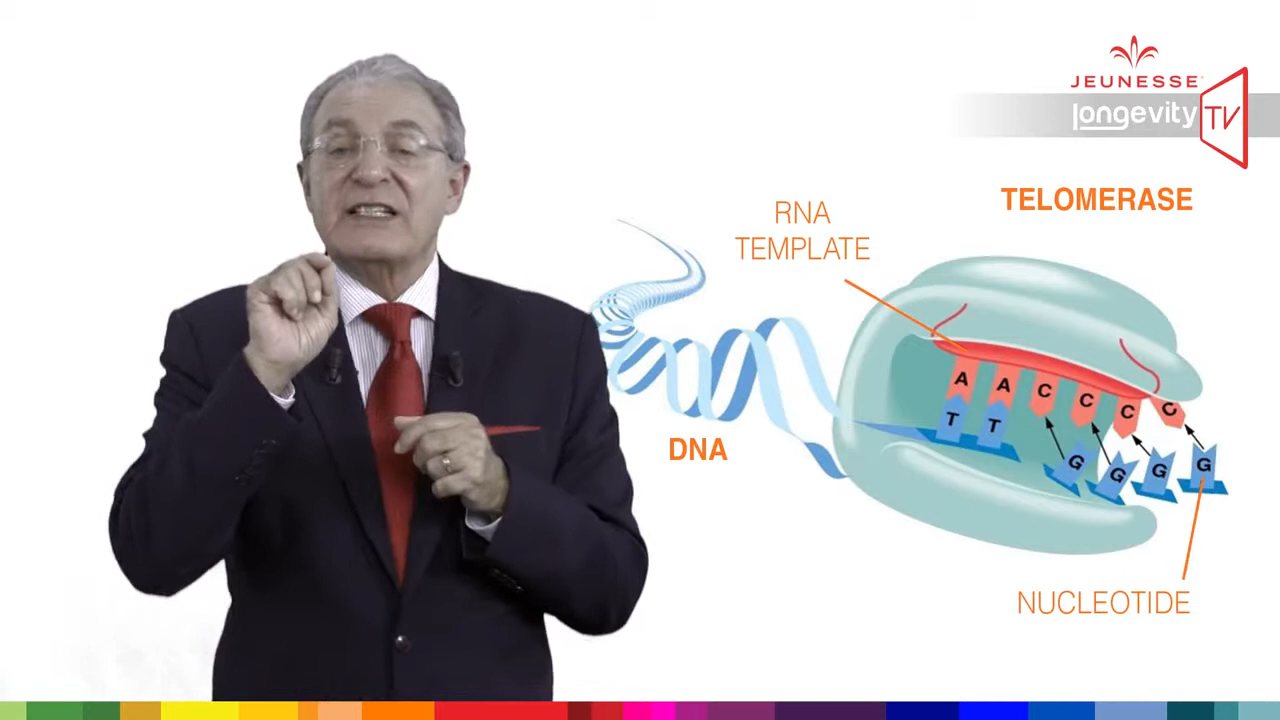 JEUNESSE
longevity TV
TELOMERASE
RNA
TEMPLATE
A A C C C C
T T
G G G G
DNA
NUCLEOTIDE